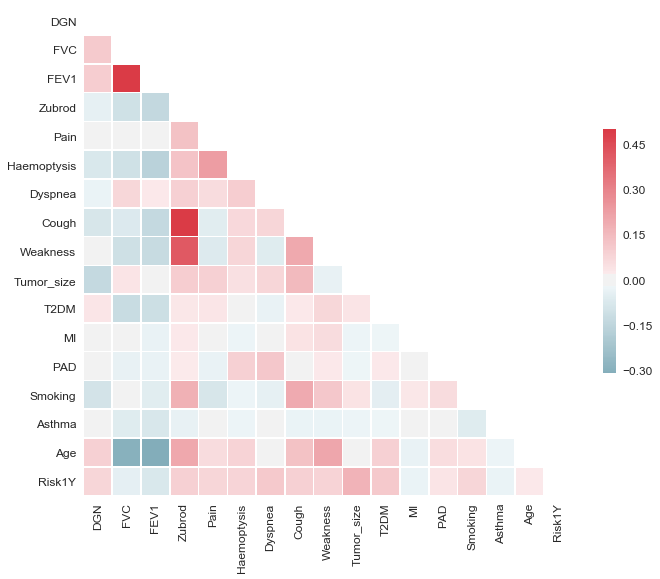 DGN
FVC
FEV1
Zubrod
Pain
Haemoptysis
Dyspnea
Cough
Weakness
Tumor_size
T2DM
MI
PAD
Smoking
Asthma
Age
Risk1Y
DGN
FVC
FEV1
Zubrod
Pain
Haemoptysis
Dyspnea
Cough
Weakness
Tumor_size
T2DM
MI
PAD
Smoking
Asthma
Age
Risk1Y
0.45
0.30
0.15
0.00
−0.15
−0.30